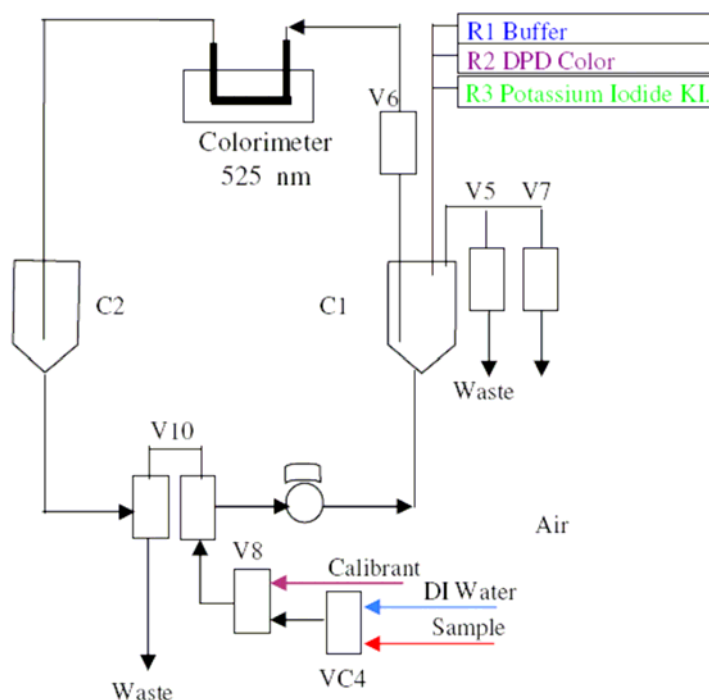 R1 Buffer
R2 DPD Color
R3 Potassium Iodide KI.
V6
Colorimeter
525 nm
V5
V7
C2
C1
Waste
V10
Air
V8
Calibrant
DI Water
Sample
VC4
Waste